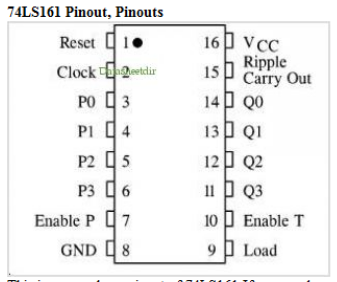 74LS161 Pinout, Pinouts
Reset 1 16 VCC
Clock 2 Datasheetdir 15 Ripple Carry Out
P0 3 14 Q0
P1 4 13 Q1
P2 5 12 Q2
P3 6 11 Q3
Enable P 7 10 Enable T
GND 8 9 Load